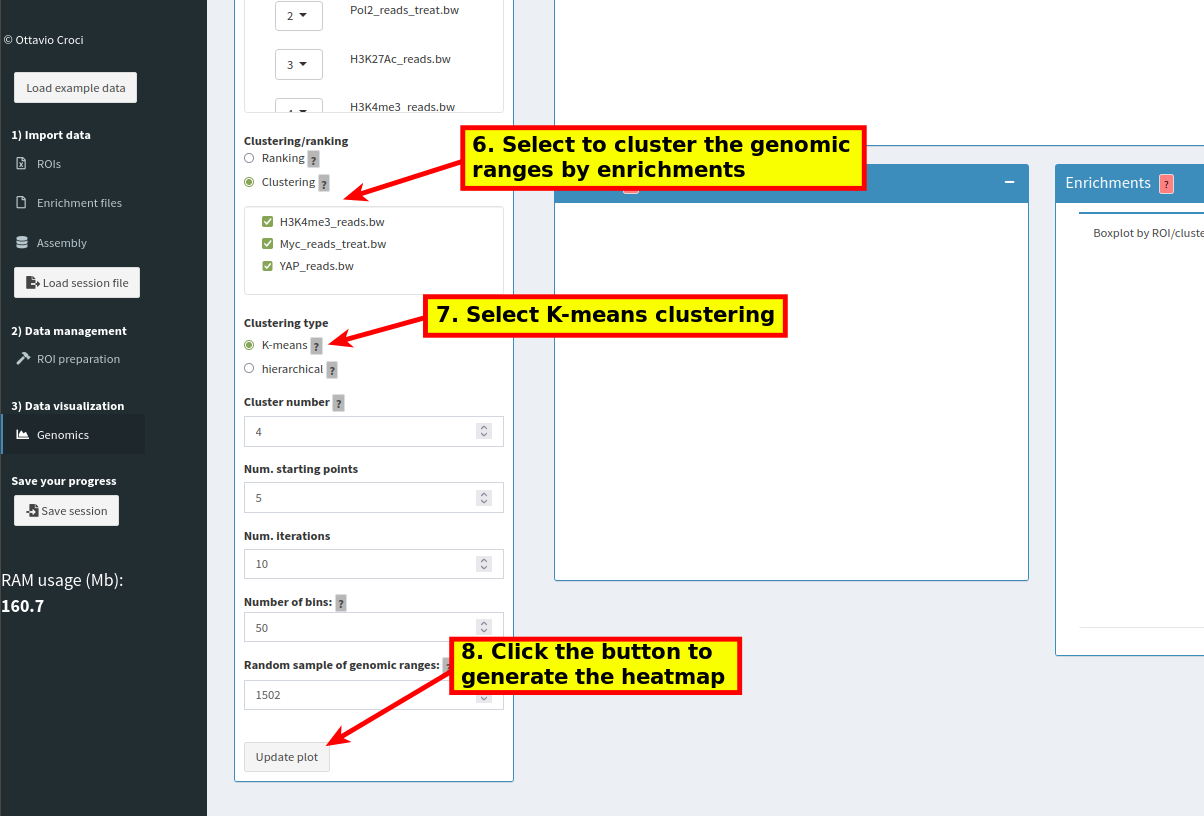 © Ottavio Croci
Load example data
1) Import data
ROIs
Enrichment files
Assembly
Load session file
2) Data management
ROI preparation
3) Data visualization
Genomics
Save your progress
Save session
RAM usage (Mb):
160.7
2
Pol2_reads_treat.bw
3
H3K27Ac_reads.bw
H3K4me3_reads.bw
Clustering/ranking
Ranking ?
Clustering ?
H3K4me3_reads.bw
Myc_reads_treat.bw
YAP_reads.bw
Clustering type
K-means ?
hierarchical ?
Cluster number ?
4
Num. starting points
5
Num. iterations
10
Number of bins: ?
50
Random sample of genomic ranges:
1502
Update plot
6. Select to cluster the genomic
ranges by enrichments
7. Select K-means clustering
8. Click the button to
generate the heatmap
Enrichments ?
Boxplot by ROI/cluste